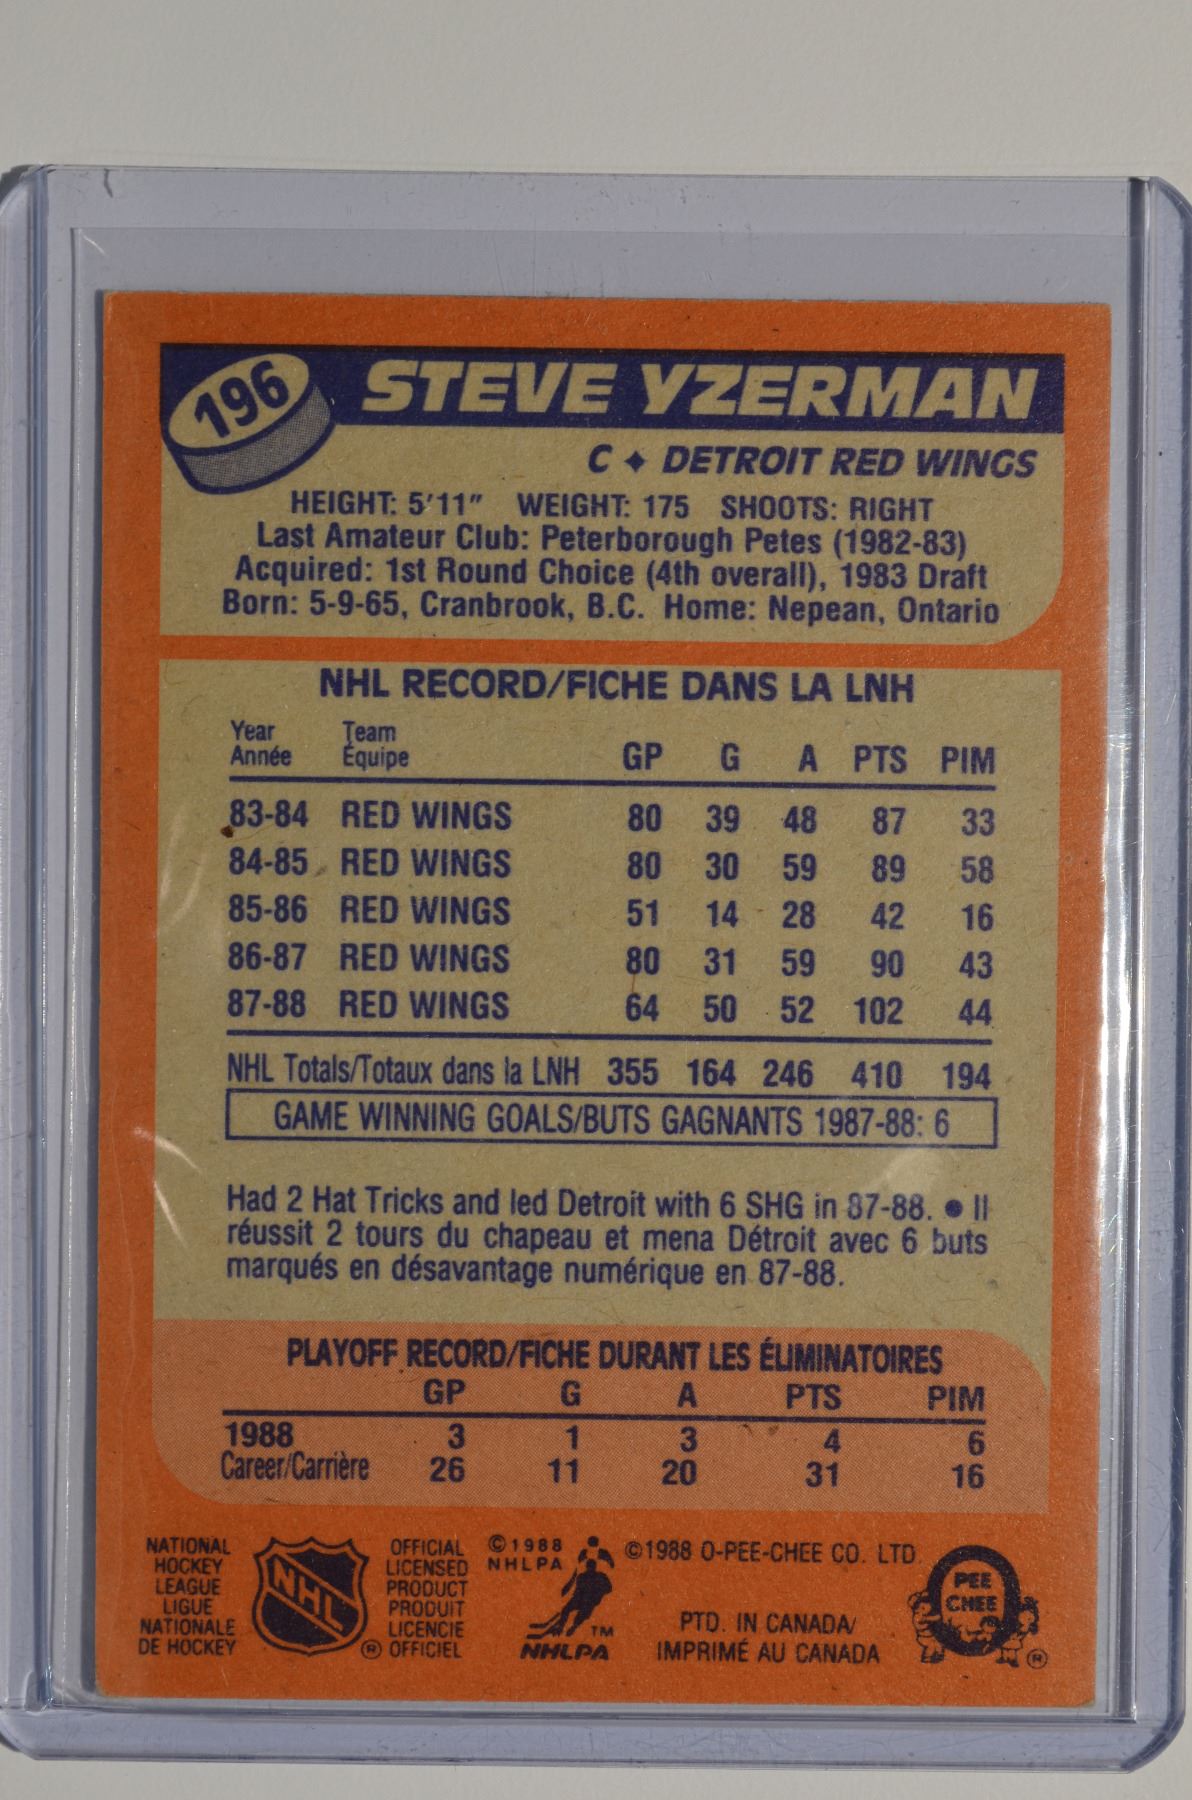 196
STEVE YZERMAN
C ♦ DETROIT RED WINGS
HEIGHT: 5'11" WEIGHT: 175 SHOOTS: RIGHT
Last Amateur Club: Peterborough Petes (1982-83)
Acquired: 1st Round Choice (4th overall), 1983 Draft
Born: 5-9-65, Cranbrook, B.C. Home: Nepean, Ontario
NHL RECORD/FICHE DANS LA LNH
Year Team
Année Équipe GP G A PTS PIM
83-84 RED WINGS 80 39 48 87 33
84-85 RED WINGS 80 30 59 89 58
85-86 RED WINGS 51 14 28 42 16
86-87 RED WINGS 80 31 59 90 43
87-88 RED WINGS 64 50 52 102 44
NHL Totals/Totaux dans la LNH 355 164 246 410 194
GAME WINNING GOALS/BUTS GAGNANTS 1987-88: 6
Had 2 Hat Tricks and led Detroit with 6 SHG in 87-88. ● Il
réussit 2 tours du chapeau et mena Détroit avec 6 buts
marqués en désavantage numérique en 87-88.
PLAYOFF RECORD/FICHE DURANT LES ÉLIMINATOIRES
GP G A PTS PIM
1988 3 1 3 4 6
Career/Carrière 26 11 20 31 16
NATIONAL
HOCKEY
LEAGUE
LIGUE
NATIONALE
DE HOCKEY
NHL
®
OFFICIAL
LICENSED
PRODUCT
PRODUIT
LICENCIE
OFFICIEL
©1988
NHLPA
TM
NHLPA
©1988 O-PEE-CHEE CO. LTD.
PTD. IN CANADA/
IMPRIMÉ AU CANADA
PEE
CHEE
®